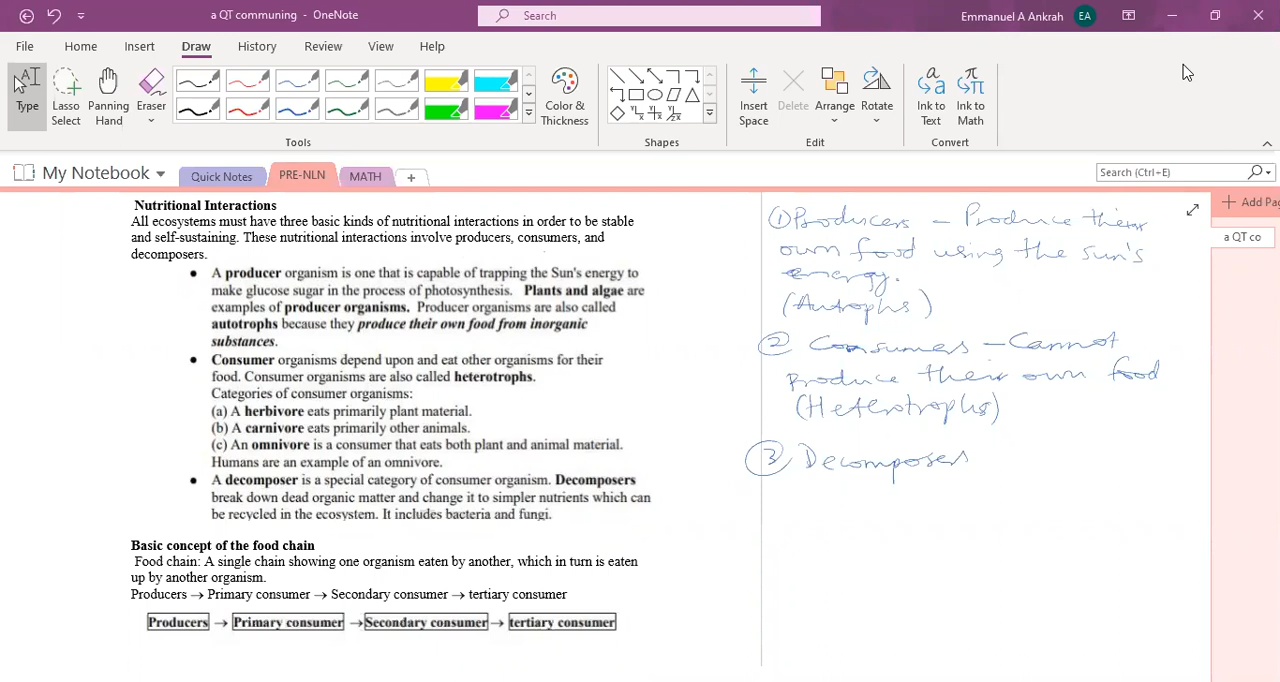 a QT communing - OneNote
Search
Emmanuel A Ankrah
EA
File
Home
Insert
Draw
History
Review
View
Help
Type
Lasso Select
Panning Hand
Eraser
Color & Thickness
Insert Space
Delete
Arrange
Rotate
Ink to Text
Ink to Math
Tools
Shapes
Edit
Convert
My Notebook
Quick Notes
PRE-NLN
MATH
Search (Ctrl+E)
Add Pag
a QT co
Nutritional Interactions
All ecosystems must have three basic kinds of nutritional interactions in order to be stable
and self-sustaining. These nutritional interactions involve producers, consumers, and
decomposers.
• A producer organism is one that is capable of trapping the Sun's energy to
make glucose sugar in the process of photosynthesis. Plants and algae are
examples of producer organisms. Producer organisms are also called
autotrophs because they produce their own food from inorganic
substances.
• Consumer organisms depend upon and eat other organisms for their
food. Consumer organisms are also called heterotrophs.
Categories of consumer organisms:
(a) A herbivore eats primarily plant material.
(b) A carnivore eats primarily other animals.
(c) An omnivore is a consumer that eats both plant and animal material.
Humans are an example of an omnivore.
• A decomposer is a special category of consumer organism. Decomposers
break down dead organic matter and change it to simpler nutrients which can
be recycled in the ecosystem. It includes bacteria and fungi.
Basic concept of the food chain
Food chain: A single chain showing one organism eaten by another, which in turn is eaten
up by another organism.
Producers → Primary consumer → Secondary consumer → tertiary consumer
Producers → Primary consumer → Secondary consumer → tertiary consumer
① Producers - Produce their
own food using the sun's
energy.
(Autrophs)
② Consumers - Cannot
produce their own food
(Heterotrophs)
③ Decomposers